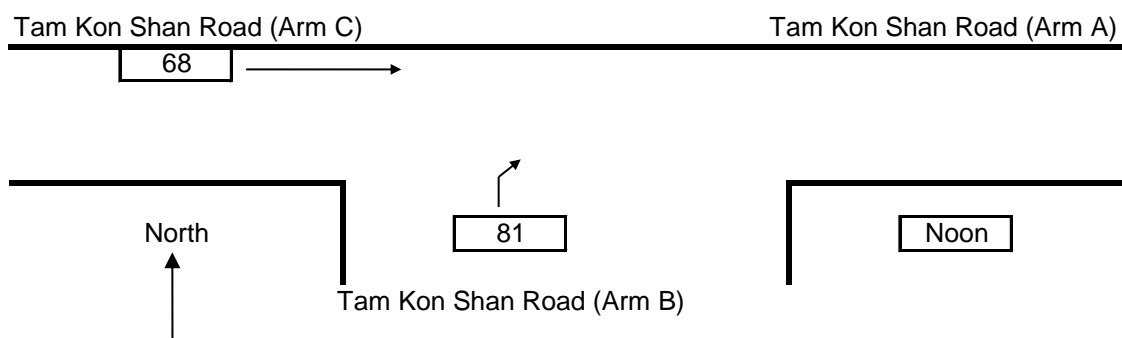 Tam Kon Shan Road (Arm C) Tam Kon Shan Road (Arm A)
68
North 81 Noon
Tam Kon Shan Road (Arm B)